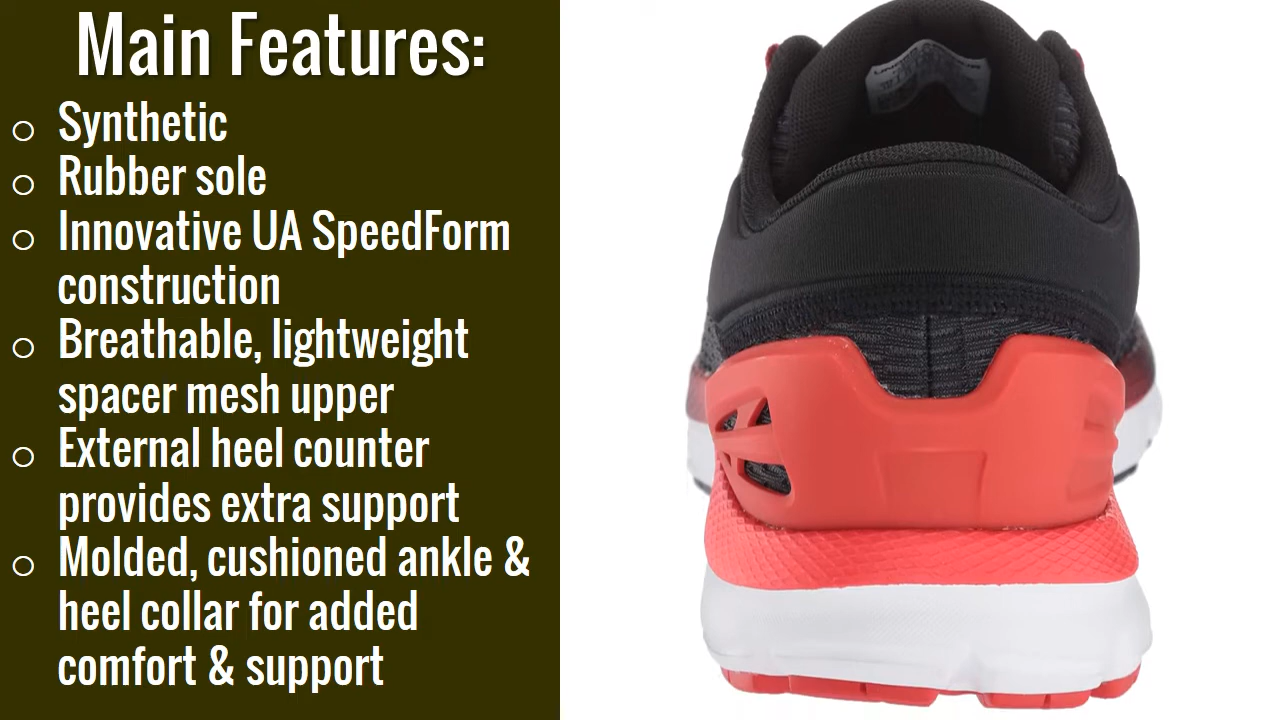 Main Features:
Synthetic
Rubber sole
Innovative UA SpeedForm
construction
Breathable, lightweight
spacer mesh upper
External heel counter
provides extra support
Molded, cushioned ankle &
heel collar for added
comfort & support